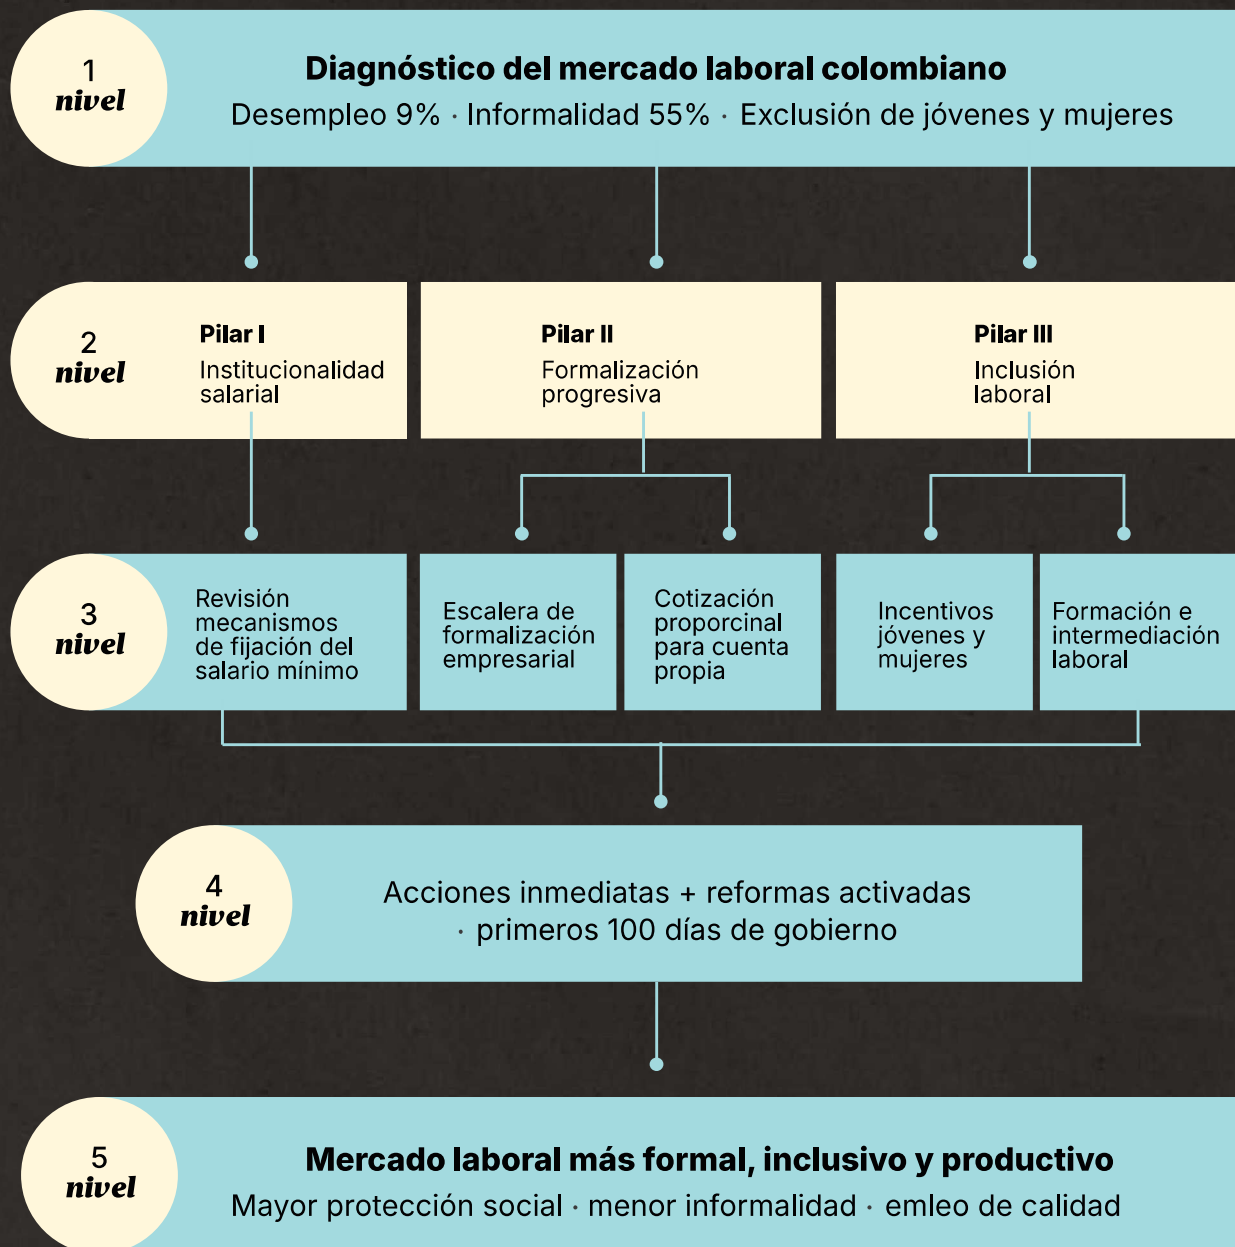 1
nivel
Diagnóstico del mercado laboral colombiano
Desempleo 9% · Informalidad 55% · Exclusión de jóvenes y mujeres
2
nivel
Pilar I
Institucionalidad
salarial
Pilar II
Formalización
progresiva
Pilar III
Inclusión
laboral
3
nivel
Revisión
mecanismos
de fijación del
salario mínimo
Escalera de
formalización
empresarial
Cotización
proporcinal
para cuenta
propia
Incentivos
jóvenes y
mujeres
Formación e
intermediación
laboral
4
nivel
Acciones inmediatas + reformas activadas
· primeros 100 días de gobierno
5
nivel
Mercado laboral más formal, inclusivo y productivo
Mayor protección social · menor informalidad · emleo de calidad